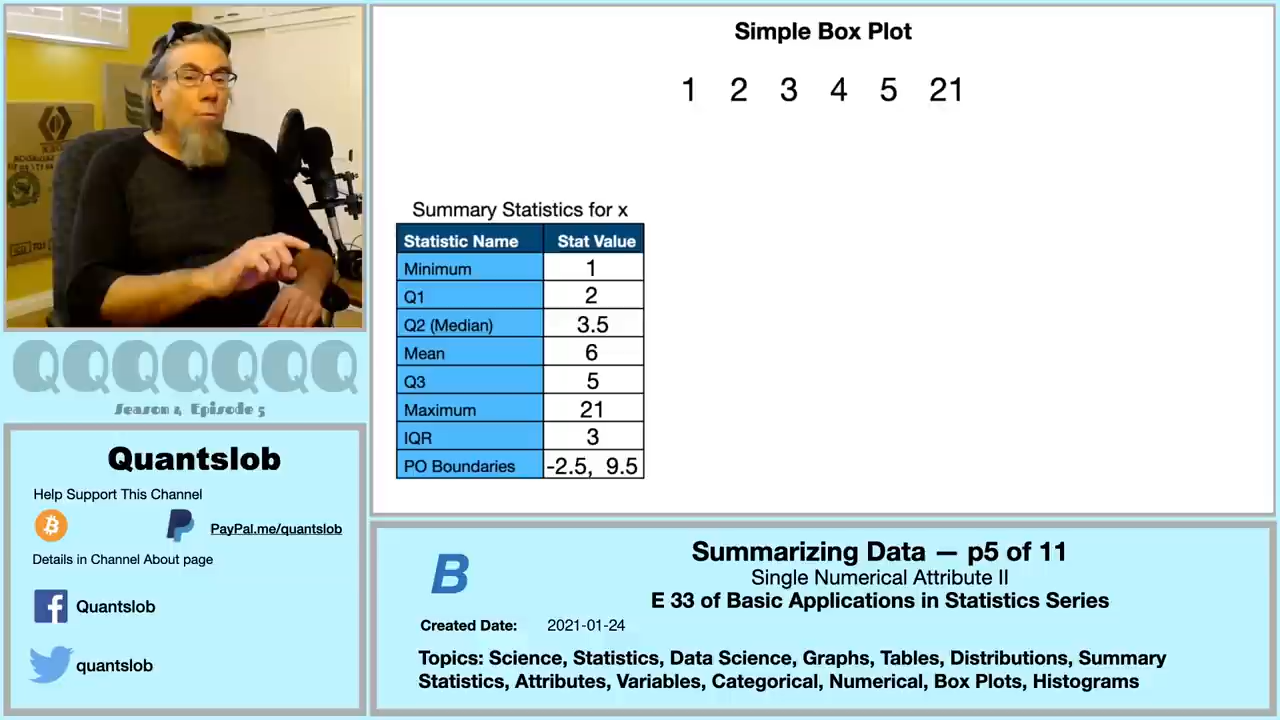 Simple Box Plot
1 2 3 4 5 21
Summary Statistics for x
Statistic Name Stat Value
Minimum 1
Q1 2
Q2 (Median) 3.5
Mean 6
Q3 5
Maximum 21
IQR 3
PO Boundaries -2.5, 9.5
QQQQQQQ
Season 4 Episode 5
Quantslob
Help Support This Channel
PayPal.me/quantslob
Details in Channel About page
Quantslob
quantslob
B
Summarizing Data — p5 of 11
Single Numerical Attribute II
E 33 of Basic Applications in Statistics Series
Created Date: 2021-01-24
Topics: Science, Statistics, Data Science, Graphs, Tables, Distributions, Summary
Statistics, Attributes, Variables, Categorical, Numerical, Box Plots, Histograms